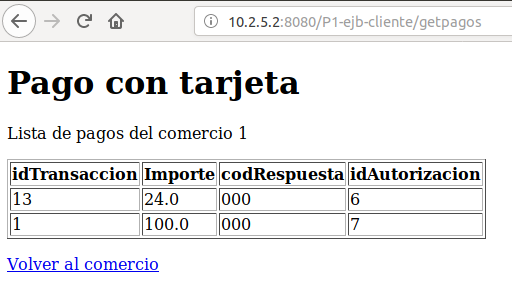 10.2.5.2:8080/P1-ejb-cliente/getpagos
Pago con tarjeta
Lista de pagos del comercio 1
idTransaccion Importe codRespuesta idAutorizacion
13 24.0 000 6
1 100.0 000 7
Volver al comercio